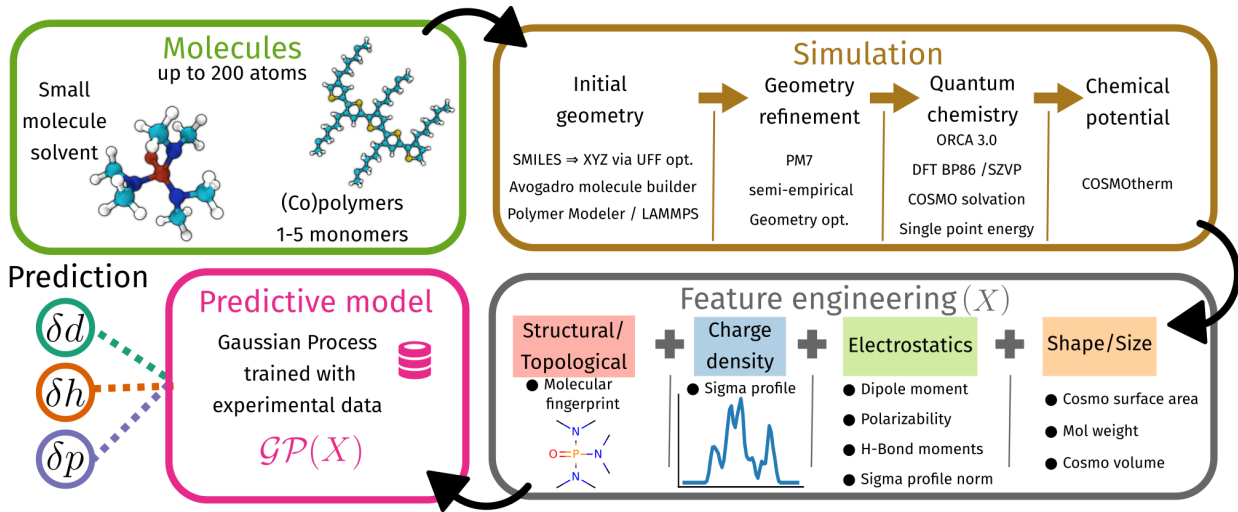 Molecules
up to 200 atoms
Small
molecule
solvent
(Co)polymers
1-5 monomers
Simulation
Initial
geometry
SMILES ⇒ XYZ via UFF opt.
Avogadro molecule builder
Polymer Modeler / LAMMPS
Geometry
refinement
PM7
semi-empirical
Geometry opt.
Quantum
chemistry
ORCA 3.0
DFT BP86 /SZVP
COSMO solvation
Single point energy
Chemical
potential
COSMOtherm
Feature engineering (X)
Structural/
Topological
● Molecular
fingerprint
N
O P N
N
Charge
density
● Sigma profile
Electrostatics
● Dipole moment
● Polarizability
● H-Bond moments
● Sigma profile norm
Shape/Size
● Cosmo surface area
● Mol weight
● Cosmo volume
Predictive model
Gaussian Process
trained with
experimental data
𝒢𝒫(X)
Prediction
δd
δh
δp